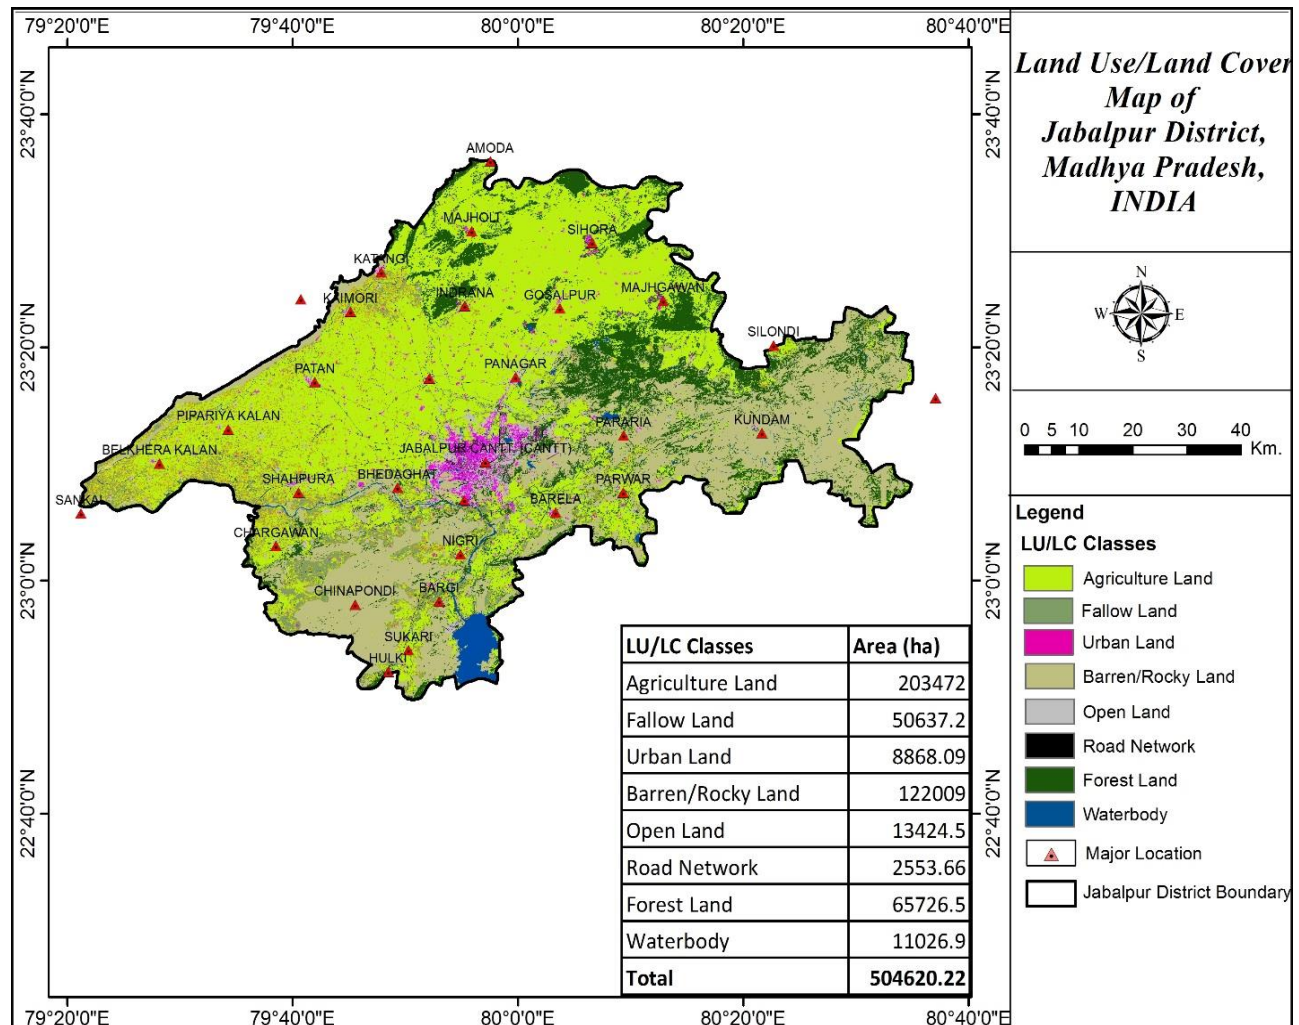 79°20'0"E 79°40'0"E 80°0'0"E 80°20'0"E 80°40'0"E
23°40'0"N
23°20'0"N
23°0'0"N
22°40'0"N
23°40'0"N
23°20'0"N
23°0'0"N
22°40'0"N
AMODA
MAJHOLT
SIHORA
KATANGI
KAIMORI
INDRANA
GOSALPUR
MAJHGAWAN
SILONDI
PATAN
PANAGAR
PIPARIYA KALAN
PARARIA
KUNDAM
BELKHERA KALAN
JABALPUR CANTT. (CANTT)
SHAHPURA
BHEDAGHAT
PARWAR
SANKAL
BARELA
CHARGAWAN
NIGRI
CHINAPONDI
BARGI
SUKARI
HULKI
LU/LC Classes Area (ha)
Agriculture Land 203472
Fallow Land 50637.2
Urban Land 8868.09
Barren/Rocky Land 122009
Open Land 13424.5
Road Network 2553.66
Forest Land 65726.5
Waterbody 11026.9
Total 504620.22
79°20'0"E 79°40'0"E 80°0'0"E 80°20'0"E 80°40'0"E
Land Use/Land Cover
Map of
Jabalpur District,
Madhya Pradesh,
INDIA
N
W E
S
0 5 10 20 30 40
Km.
Legend
LU/LC Classes
Agriculture Land
Fallow Land
Urban Land
Barren/Rocky Land
Open Land
Road Network
Forest Land
Waterbody
Major Location
Jabalpur District Boundary